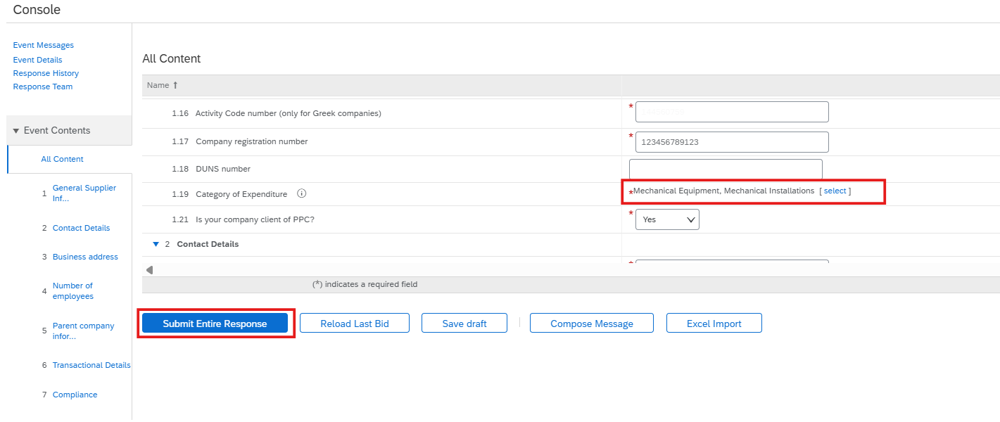 Console
Event Messages
Event Details
Response History
Response Team
▼ Event Contents
All Content
1 General Supplier
Inf...
2 Contact Details
3 Business address
4 Number of
employees
5 Parent company
infor...
6 Transactional Details
7 Compliance
All Content
Name ↑
1.16 Activity Code number (only for Greek companies) *
1.17 Company registration number * 123456789123
1.18 DUNS number
1.19 Category of Expenditure ⓘ *Mechanical Equipment, Mechanical Installations [ select ]
1.21 Is your company client of PPC? * Yes
▼ 2 Contact Details
*
(*) indicates a required field
Submit Entire Response Reload Last Bid Save draft | Compose Message Excel Import